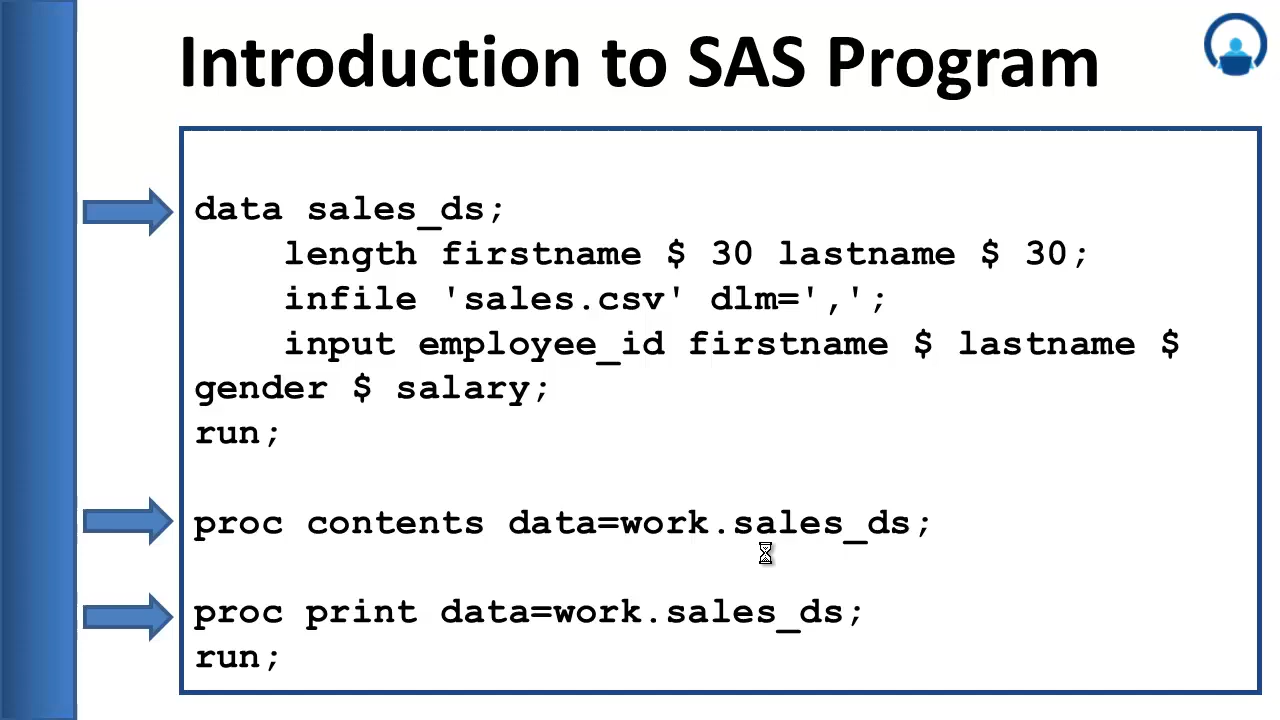 Introduction to SAS Program
data sales_ds;
length firstname $ 30 lastname $ 30;
infile 'sales.csv' dlm=',';
input employee_id firstname $ lastname $
gender $ salary;
run;
proc contents data=work.sales_ds;
proc print data=work.sales_ds;
run;